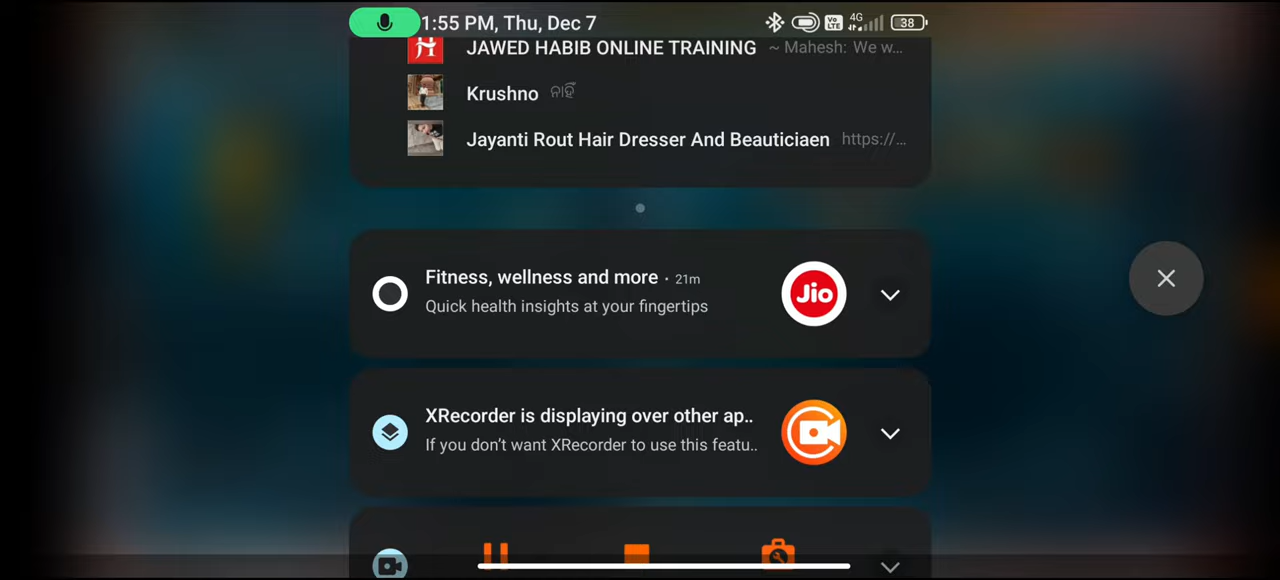 1:55 PM, Thu, Dec 7
Vo LTE 4G 38
JAWED HABIB ONLINE TRAINING ~ Mahesh: We w...
Krushno ନାହିଁ
Jayanti Rout Hair Dresser And Beauticiaen https://...
Fitness, wellness and more · 21m
Quick health insights at your fingertips
Jio
XRecorder is displaying over other ap..
If you don't want XRecorder to use this featu..